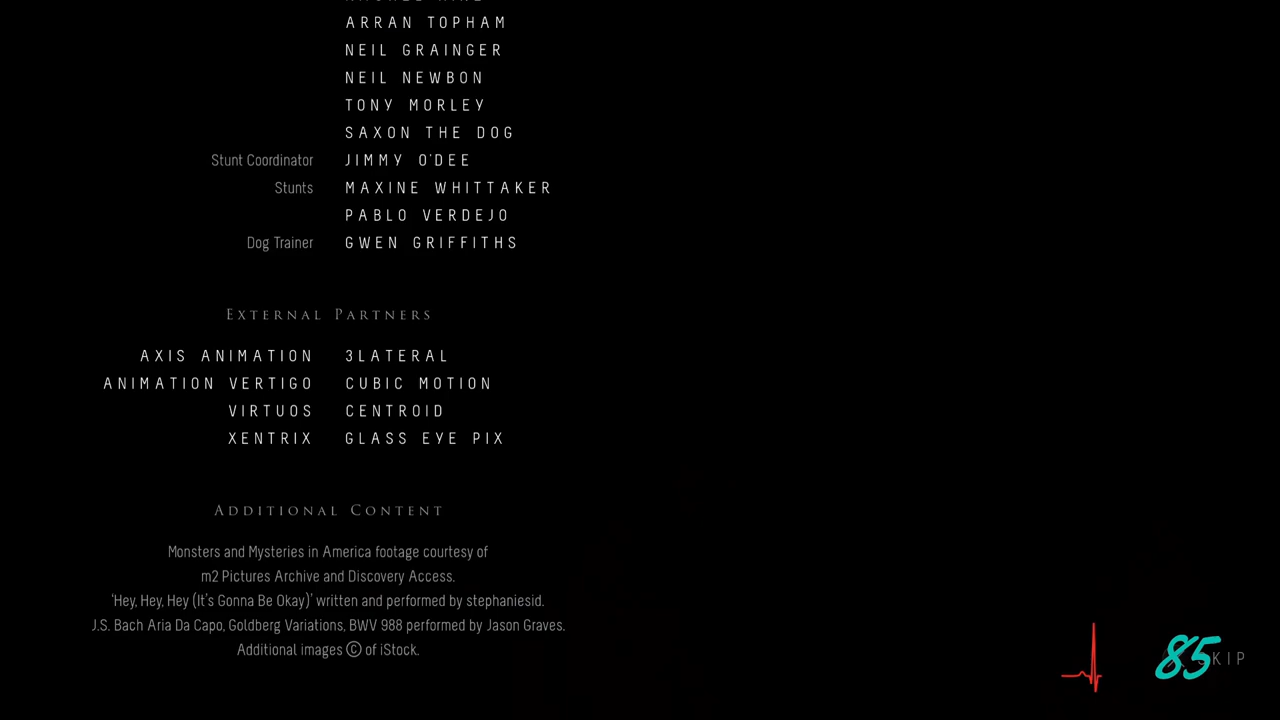 ARRAN TOPHAM
NEIL GRAINGER
NEIL NEWBON
TONY MORLEY
SAXON THE DOG
Stunt Coordinator JIMMY O'DEE
Stunts MAXINE WHITTAKER
PABLO VERDEJO
Dog Trainer GWEN GRIFFITHS
EXTERNAL PARTNERS
AXIS ANIMATION 3LATERAL
ANIMATION VERTIGO CUBIC MOTION
VIRTUOS CENTROID
XENTRIX GLASS EYE PIX
ADDITIONAL CONTENT
Monsters and Mysteries in America footage courtesy of
m2 Pictures Archive and Discovery Access.
'Hey, Hey, Hey (It's Gonna Be Okay)' written and performed by stephaniesid.
J.S. Bach Aria Da Capo, Goldberg Variations, BWV 988 performed by Jason Graves.
Additional images © of iStock.
85 KIP